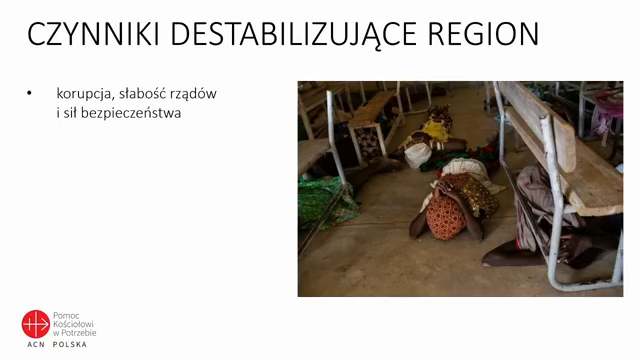 CZYNNIKI DESTABILIZUJĄCE REGION
• korupcja, słabość rządów
i sił bezpieczeństwa
Pomoc
Kościołowi
w Potrzebie
ACN POLSKA